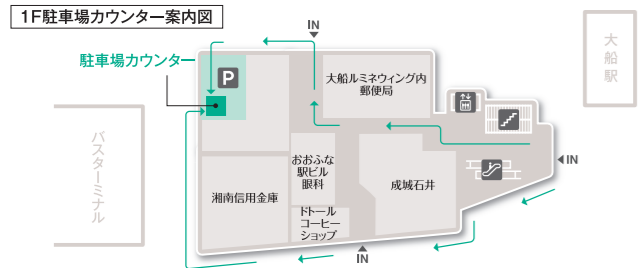 1F駐車場カウンター案内図
IN
駐車場カウンター
P
大船ルミネウィング内
郵便局
大船駅
バスターミナル
IN
おおふな
駅ビル
眼科
成城石井
湘南信用金庫
ドトール
コーヒー
ショップ
IN